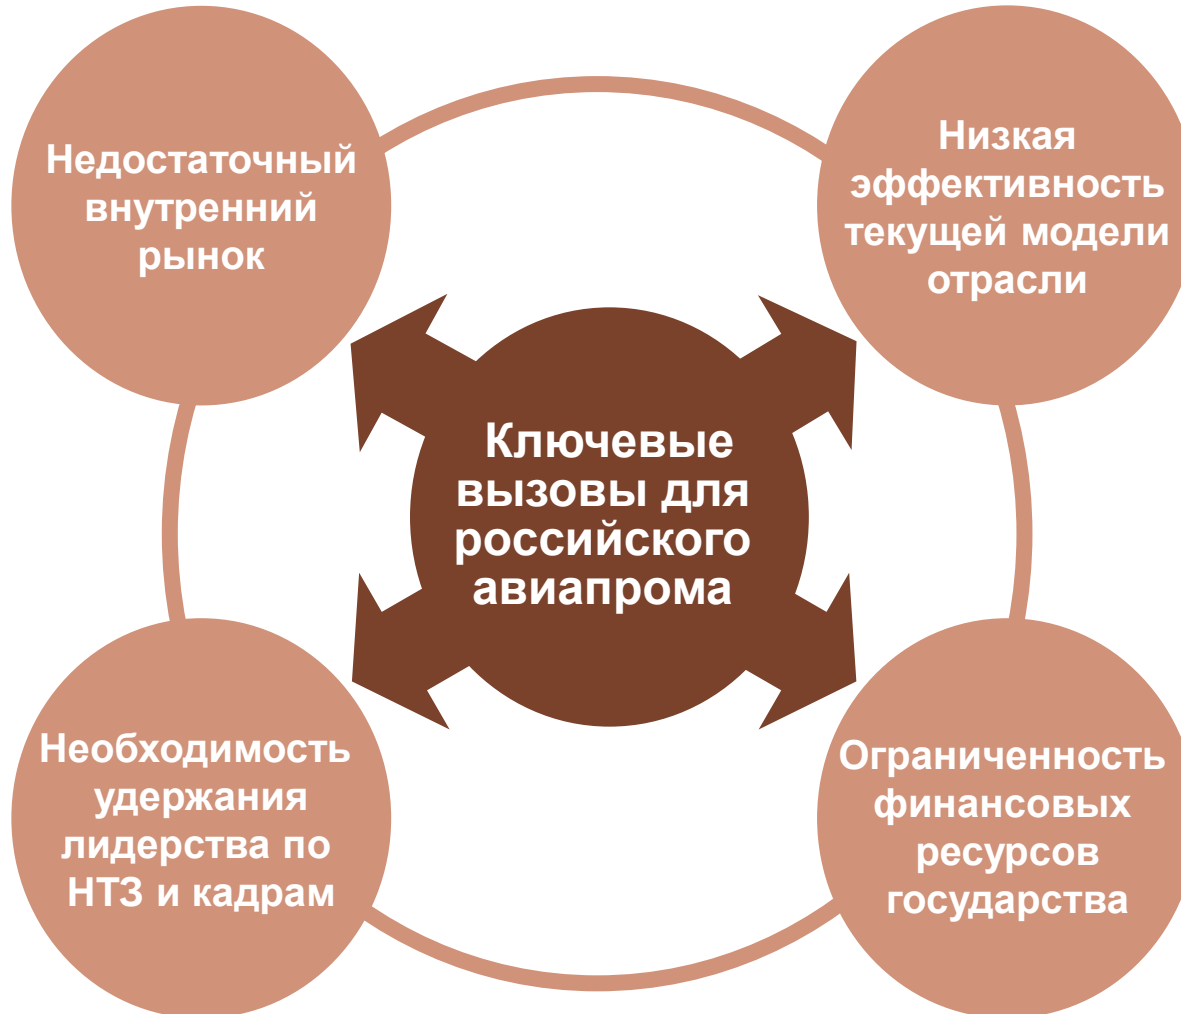 Недостаточный
внутренний
рынок
Низкая
эффективность
текущей модели
отрасли
Ключевые
вызовы для
российского
авиапрома
Необходимость
удержания
лидерства по
НТЗ и кадрам
Ограниченность
финансовых
ресурсов
государства